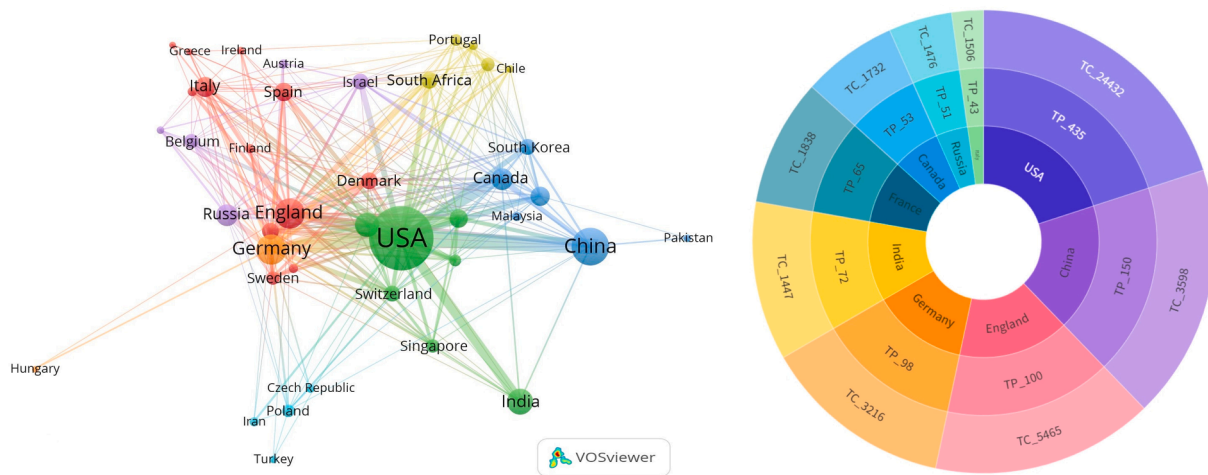 Portugal
Greece
Ireland
Austria
Chile
Italy
Spain
Israel
South Africa
Belgium
Finland
South Korea
Denmark
Canada
Russia
England
Malaysia
USA
Germany
China
Pakistan
Sweden
Switzerland
Singapore
Hungary
Czech Republic
Poland
India
Iran
Turkey
VOSviewer
TC_24432
TP_435
USA
TC_3598
TP_150
China
TC_5465
TP_100
England
TC_3216
TP_98
Germany
TC_1447
TP_72
India
TC_1838
TP_65
France
TC_1732
TP_53
Canada
TC_1476
TP_51
Russia
TC_1506
TP_43